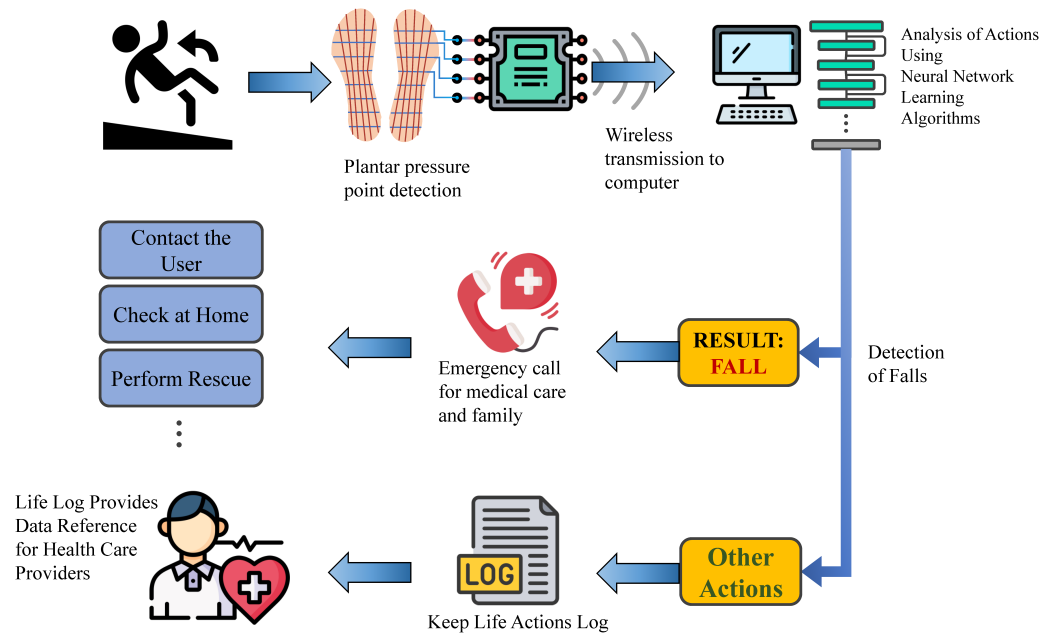 Analysis of Actions
Using
Neural Network
Learning
Algorithms
Plantar pressure
point detection
Wireless
transmission to
computer
Contact the
User
Check at Home
Perform Rescue
Emergency call
for medical care
and family
RESULT:
FALL
Detection
of Falls
Life Log Provides
Data Reference
for Health Care
Providers
LOG
Keep Life Actions Log
Other
Actions